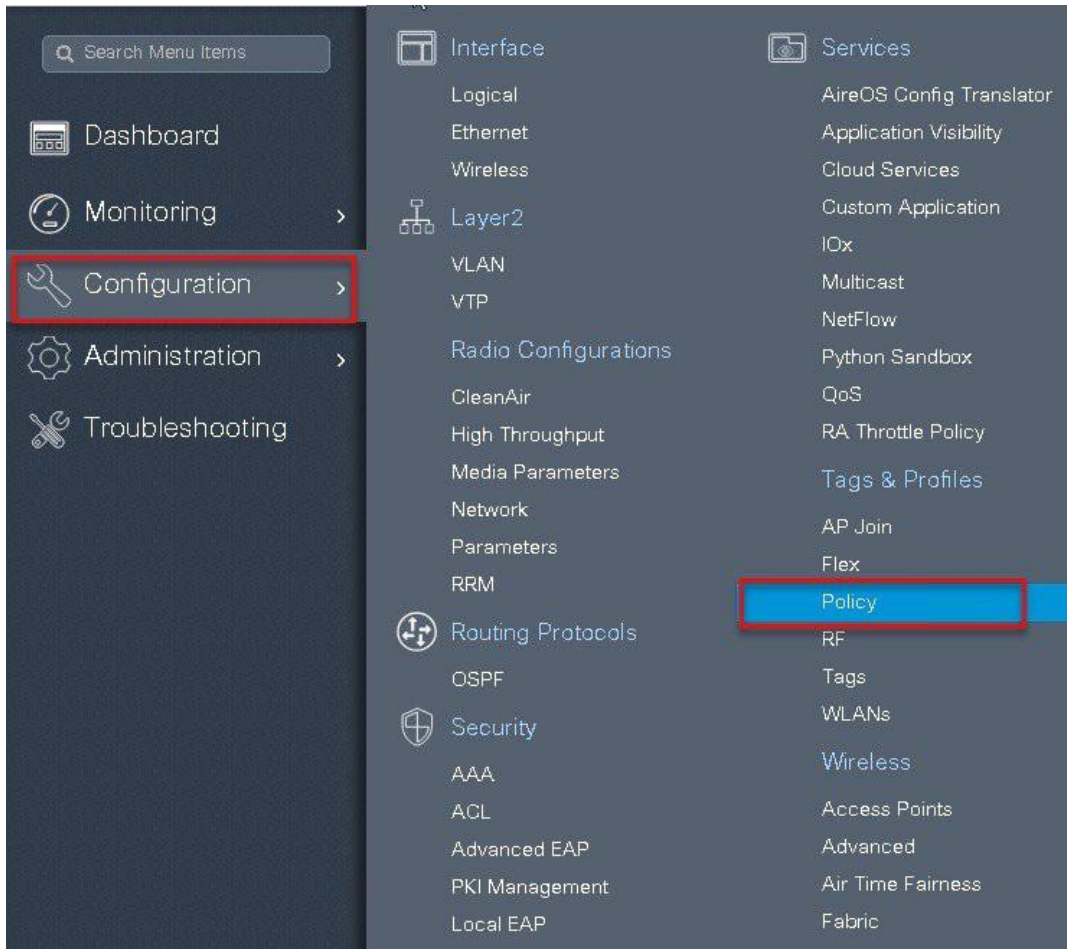 Search Menu Items
Dashboard
Monitoring
Configuration
Administration
Troubleshooting
Interface
Logical
Ethernet
Wireless
Layer2
VLAN
VTP
Radio Configurations
CleanAir
High Throughput
Media Parameters
Network
Parameters
RRM
Routing Protocols
OSPF
Security
AAA
ACL
Advanced EAP
PKI Management
Local EAP
Services
AireOS Config Translator
Application Visibility
Cloud Services
Custom Application
IOx
Multicast
NetFlow
Python Sandbox
QoS
RA Throttle Policy
Tags & Profiles
AP Join
Flex
Policy
RF
Tags
WLANs
Wireless
Access Points
Advanced
Air Time Fairness
Fabric